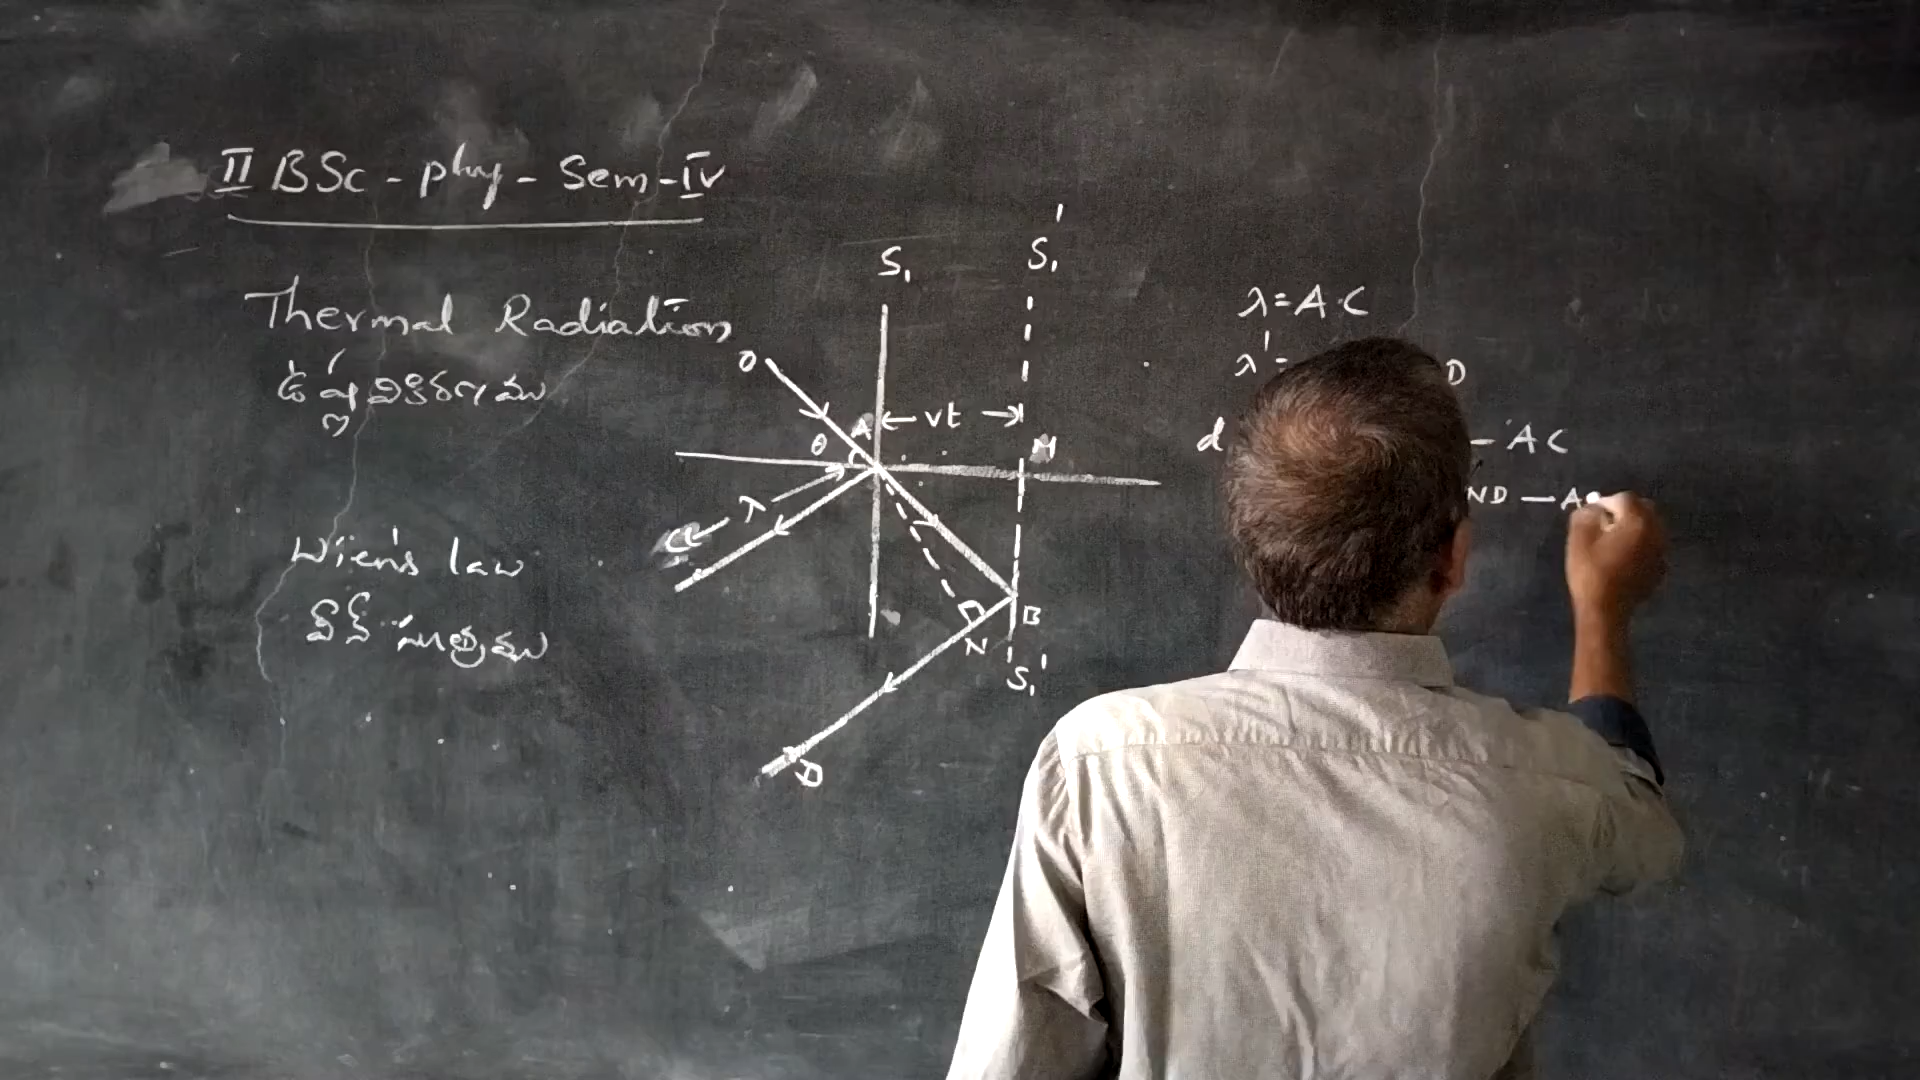 II BSc - phy - Sem - IV
Thermal Radiation
ఉష్ణవికిరణము
Wien's law
వీన్ సూత్రము
S₁
S₁'
O
θ
A
vt
M
λ
C
B
N
S₁'
D
λ = AC
λ' =
D
d
- AC
ND - A